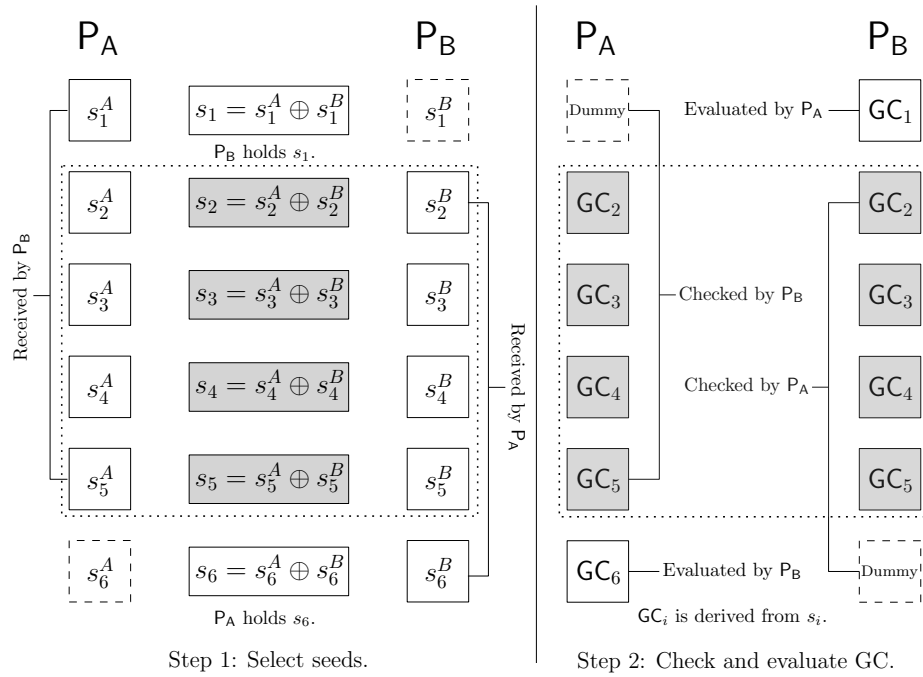 P_A
P_B
s_1^A
s_1 = s_1^A ⊕ s_1^B
s_1^B
P_B holds s_1.
s_2^A
s_2 = s_2^A ⊕ s_2^B
s_2^B
Received by P_B
s_3^A
s_3 = s_3^A ⊕ s_3^B
s_3^B
s_4^A
s_4 = s_4^A ⊕ s_4^B
s_4^B
Received by P_A
s_5^A
s_5 = s_5^A ⊕ s_5^B
s_5^B
s_6^A
s_6 = s_6^A ⊕ s_6^B
s_6^B
P_A holds s_6.
Step 1: Select seeds.
P_A
P_B
Dummy
Evaluated by P_A
GC_1
GC_2
GC_2
GC_3
Checked by P_B
GC_3
GC_4
Checked by P_A
GC_4
GC_5
GC_5
GC_6
Evaluated by P_B
Dummy
GC_i is derived from s_i.
Step 2: Check and evaluate GC.